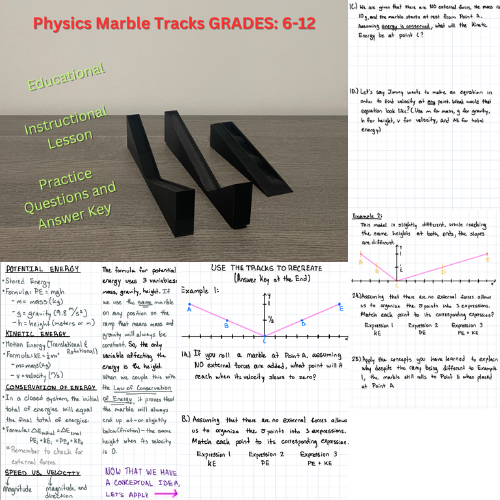 Physics Marble Tracks GRADES: 6-12
Educational
Instructional
Lesson
Practice
Questions and
Answer Key
1C) We are given that there are NO external forces, the mass is
10g, and the marble starts at rest from Point A.
Assuming energy is conserved, what will the Kinetic
Energy be at point C?
1D) Let's say Jimmy wants to make an equation in
order to find velocity at any point. What would that
equation look like? (Use m for mass, g for gravity,
h for height, v for velocity, and ME for total
energy)
Example 2:
This model is slightly different. While reaching
the same heights at both ends, the slopes
are different
2A) Assuming that there are no external forces allow
us to organize the 5 points into 3 expressions.
Match each point to its corresponding expression
Expression 1 Expression 2 Expression 3
KE PE PE + KE
2B) Apply the concepts you have learned to explain
why despite the ramp being different to Example
1, the marble still rolls to Point E when placed
at Point A
POTENTIAL ENERGY
• Stored Energy
• Formula: PE = mgh
- m = mass (kg)
- g = gravity (9.8 m/s²)
- h = height (meters or m)
KINETIC ENERGY
• Motion Energy (Translational & Rotational)
• Formula: KE = ½mv²
- m = mass (kg)
- v = velocity (m/s)
CONSERVATION OF ENERGY
• In a closed system, the initial
total of energies will equal
the final total of energies.
* Remember to check for
external forces
SPEED VS. VELOCITY
magnitude magnitude, and
direction
The formula for potential
energy uses 3 variables:
mass, gravity, height. If
we use the same marble
on any position on the
ramp that means mass and
gravity will always be
constant. So, the only
variable affecting the
energy is the height.
When we couple this with
the Law of Conservation
of Energy, it proves that
the marble will always
end up at-or slightly
below (friction)- the same
height when its velocity
is 0.
NOW THAT WE HAVE
A CONCEPTUAL IDEA,
LET'S APPLY
USE THE TRACKS TO RECREATE
(Answer Key at the End)
Example 1:
A
B
C
D
E
1A) If you roll a marble at Point A, assuming
NO external forces, what point will it
reach when its velocity slows to zero?
B.) Assuming that there are no external forces allow
us to organize the 5 points into 3 expressions.
Match each point to its corresponding expression.
Expression 1 Expression 2 Expression 3
KE PE PE + KE